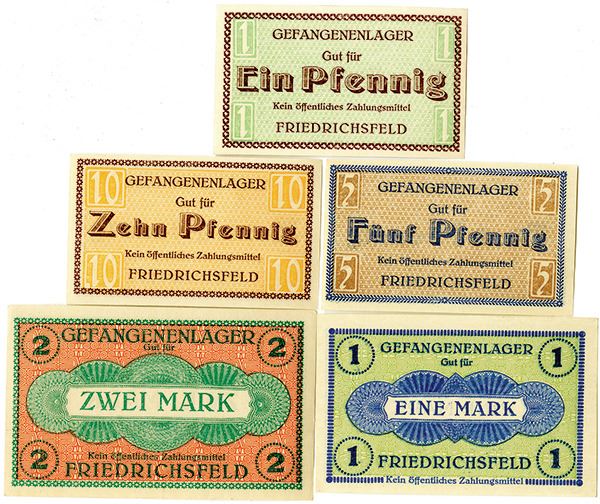 1 GEFANGENENLAGER 1
Gut für
Ein Pfennig
Kein öffentliches Zahlungsmittel
1 FRIEDRICHSFELD 1
10 GEFANGENENLAGER 10
Gut für
Zehn Pfennig
Kein öffentliches Zahlungsmittel
10 FRIEDRICHSFELD 10
5 GEFANGENENLAGER 5
Gut für
Fünf Pfennig
Kein öffentliches Zahlungsmittel
5 FRIEDRICHSFELD 5
2 GEFANGENENLAGER 2
Gut für
ZWEI MARK
Kein öffentliches Zahlungsmittel
2 FRIEDRICHSFELD 2
1 GEFANGENENLAGER 1
Gut für
EINE MARK
Kein öffentliches Zahlungsmittel
1 FRIEDRICHSFELD 1